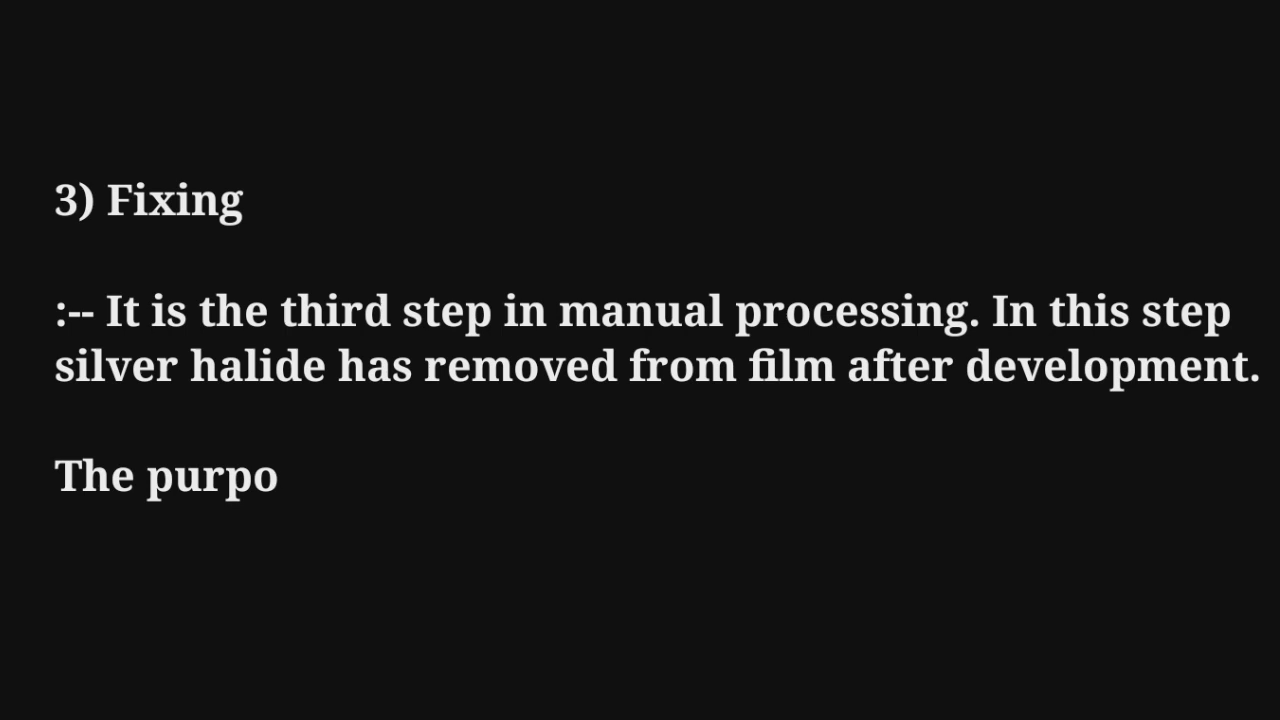 3) Fixing
:-- It is the third step in manual processing. In this step
silver halide has removed from film after development.
The purpo